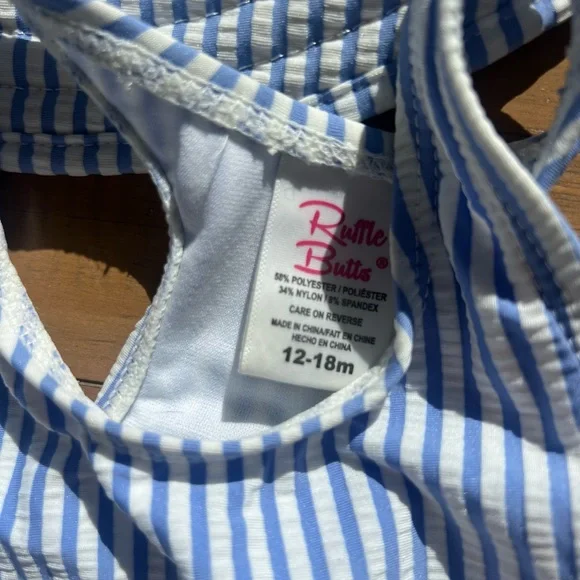 Ruffle
Butts®
58% POLYESTER / POLIÉSTER
34% NYLON / 8% SPANDEX
CARE ON REVERSE
MADE IN CHINA/FAIT EN CHINE
HECHO EN CHINA
12-18m